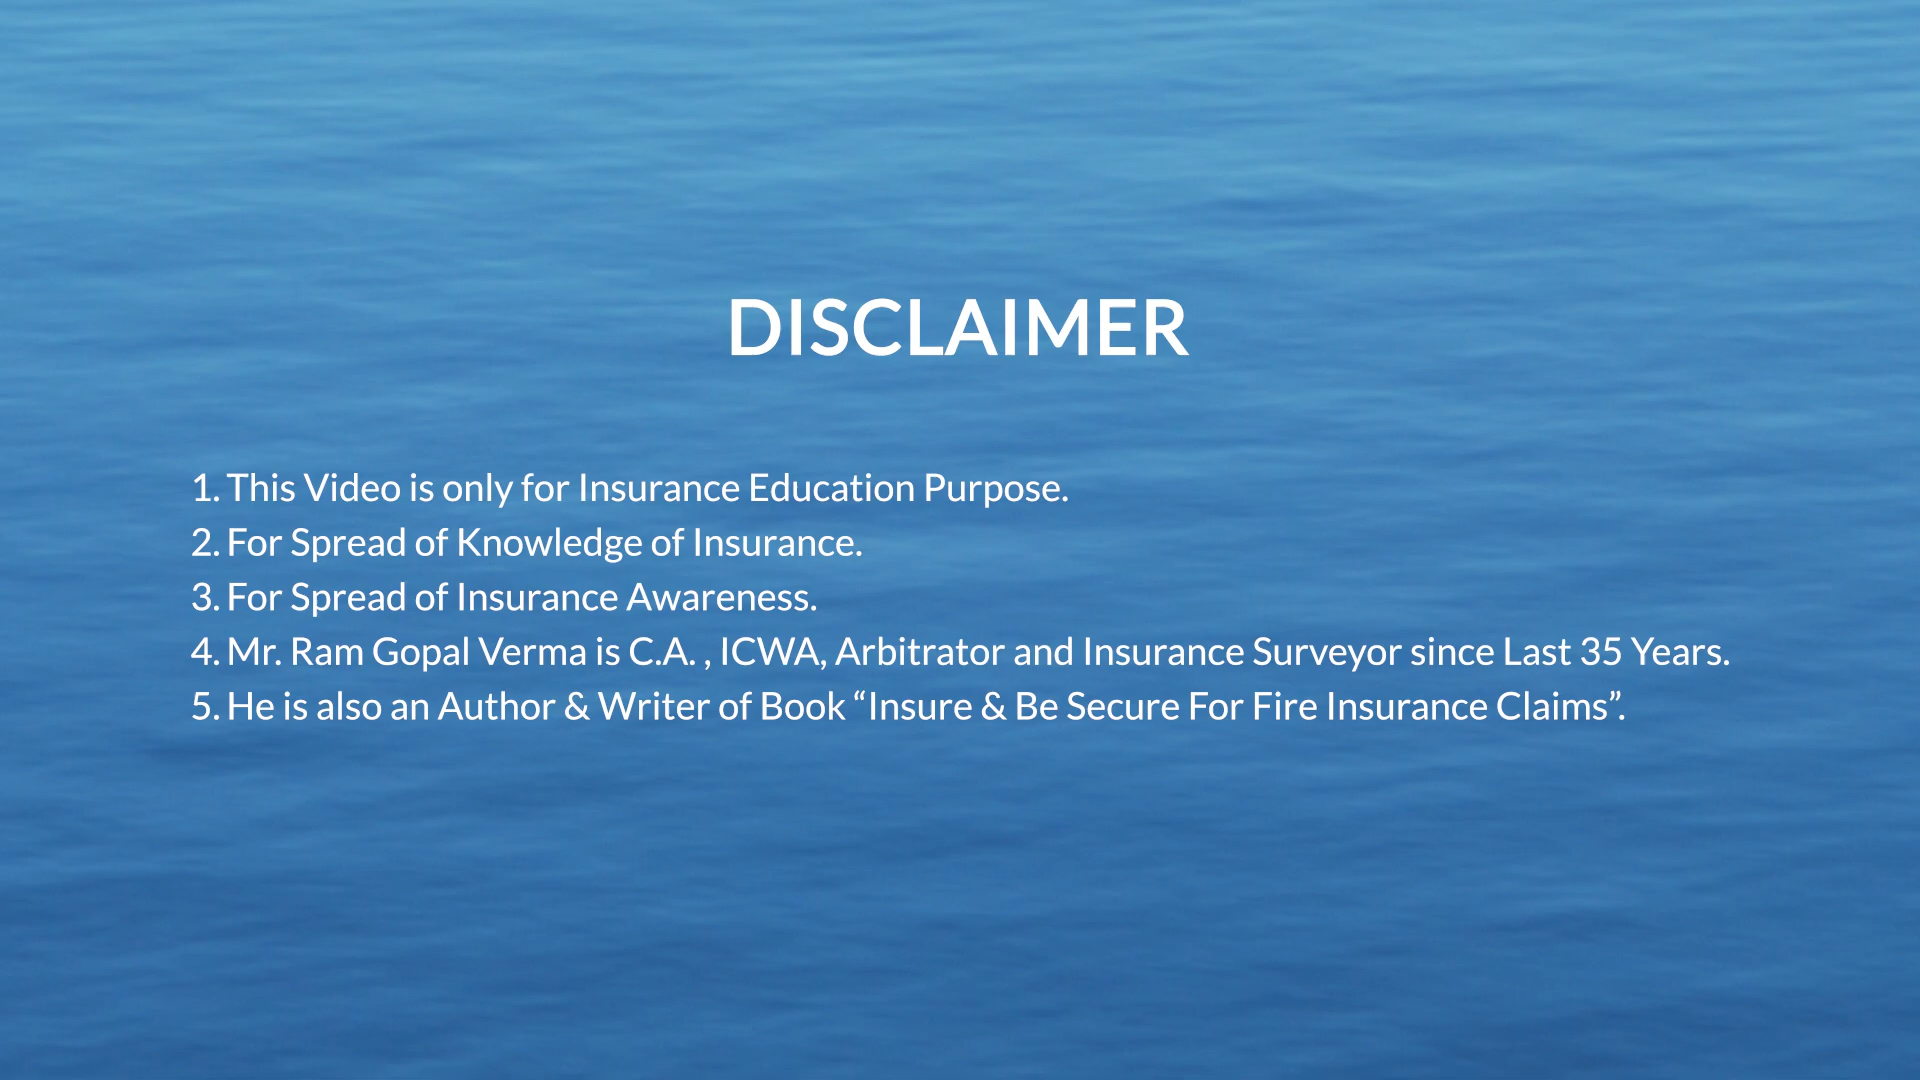 DISCLAIMER
1. This Video is only for Insurance Education Purpose.
2. For Spread of Knowledge of Insurance.
3. For Spread of Insurance Awareness.
4. Mr. Ram Gopal Verma is C.A. , ICWA, Arbitrator and Insurance Surveyor since Last 35 Years.
5. He is also an Author & Writer of Book “Insure & Be Secure For Fire Insurance Claims”.